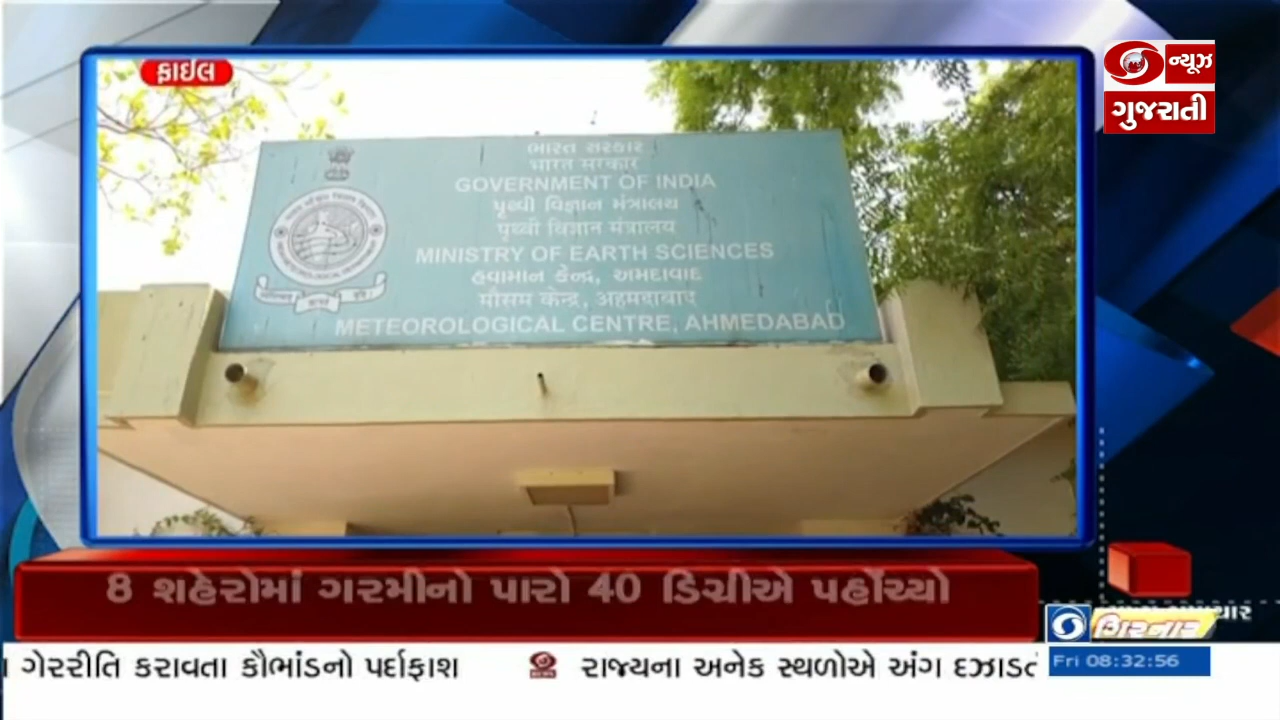 ફાઈલ
ન્યૂઝ
ગુજરાતી
ભારત સરકાર
भारत सरकार
GOVERNMENT OF INDIA
પૃથ્વી વિજ્ઞાન મંત્રાલય
पृथ्वी विज्ञान मंत्रालय
MINISTRY OF EARTH SCIENCES
હવામાન કેન્દ્ર, અમદાવાદ
मौसम केन्द्र, अहमदाबाद
METEOROLOGICAL CENTRE, AHMEDABAD
8 શહેરોમાં ગરમીનો પારો 40 ડિગ્રીએ પહોંચ્યો
ગિરનાર
ગેરરીતિ કરાવતા કૌભાંડનો પર્દાફાશ
રાજ્યના અનેક સ્થળોએ અંગ દઝાડત
Fri 08:32:56